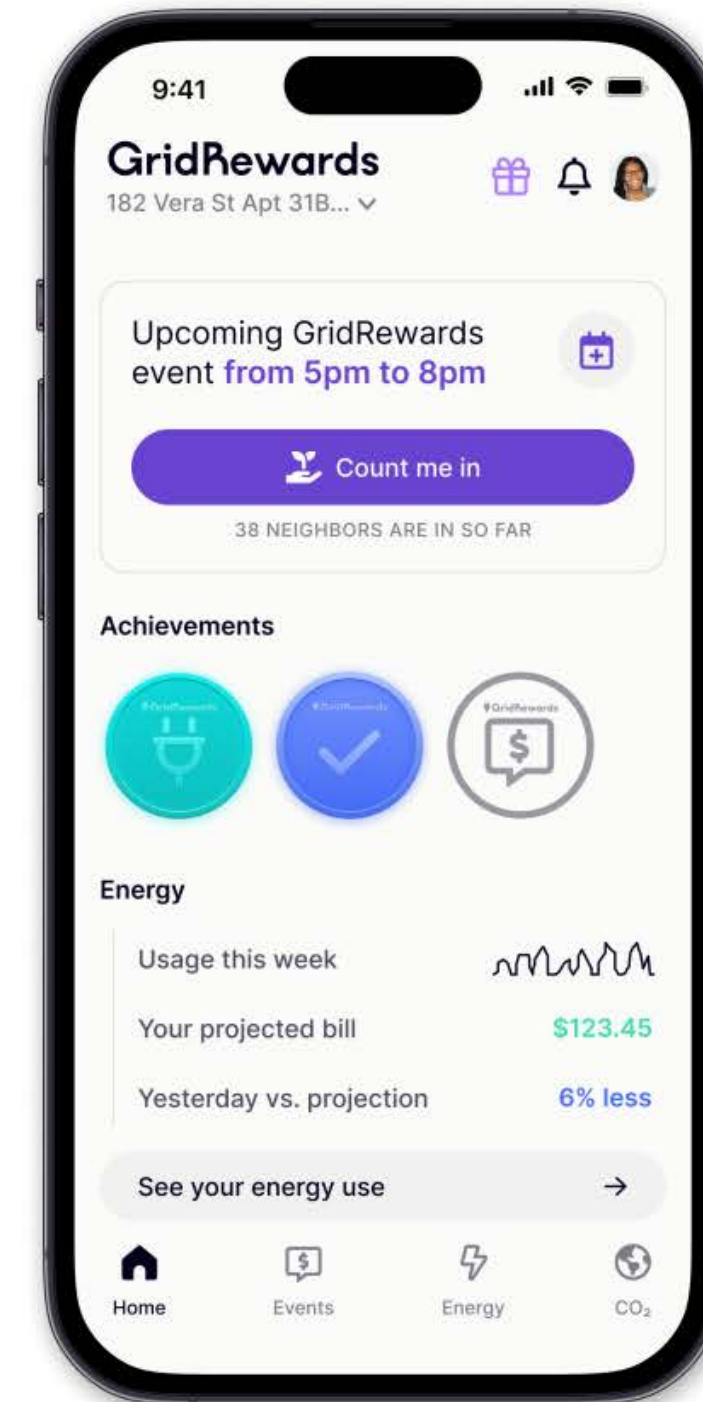 9:41
GridRewards
182 Vera St Apt 31B...
Upcoming GridRewards
event from 5pm to 8pm
Count me in
38 NEIGHBORS ARE IN SO FAR
Achievements
GridRewards
GridRewards
GridRewards
$
Energy
Usage this week
Your projected bill
$123.45
Yesterday vs. projection
6% less
See your energy use
$
Home
Events
Energy
CO₂